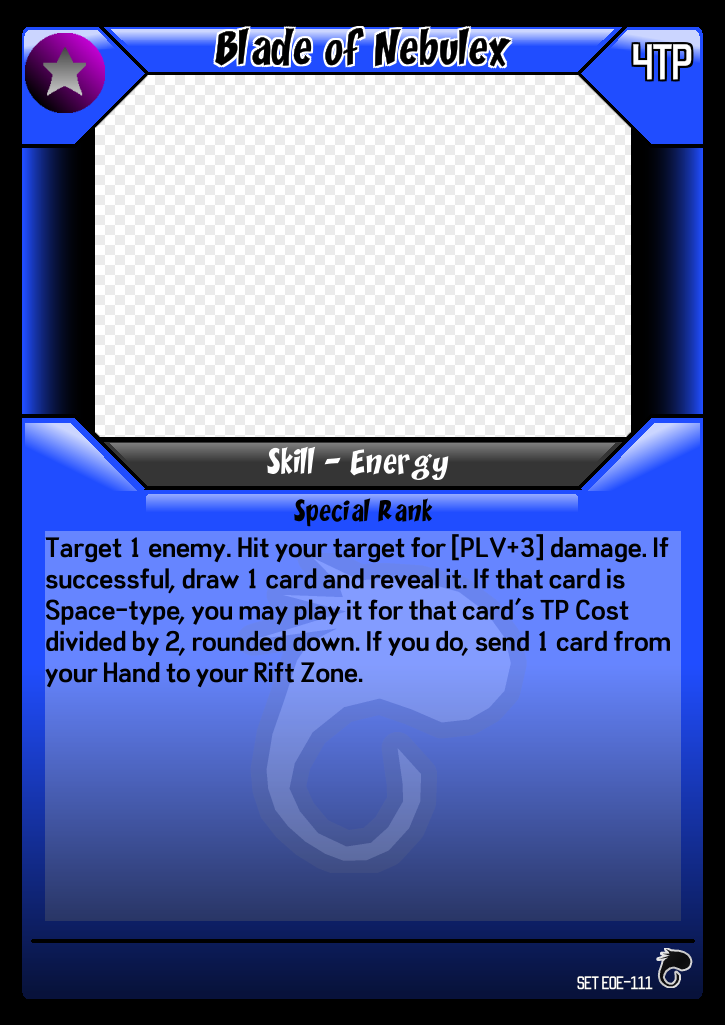 Blade of Nebulex
4TP
Skill - Energy
Special Rank
Target 1 enemy. Hit your target for [PLV+3] damage. If
successful, draw 1 card and reveal it. If that card is
Space-type, you may play it for that card's TP Cost
divided by 2, rounded down. If you do, send 1 card from
your Hand to your Rift Zone.
SET EOE-111